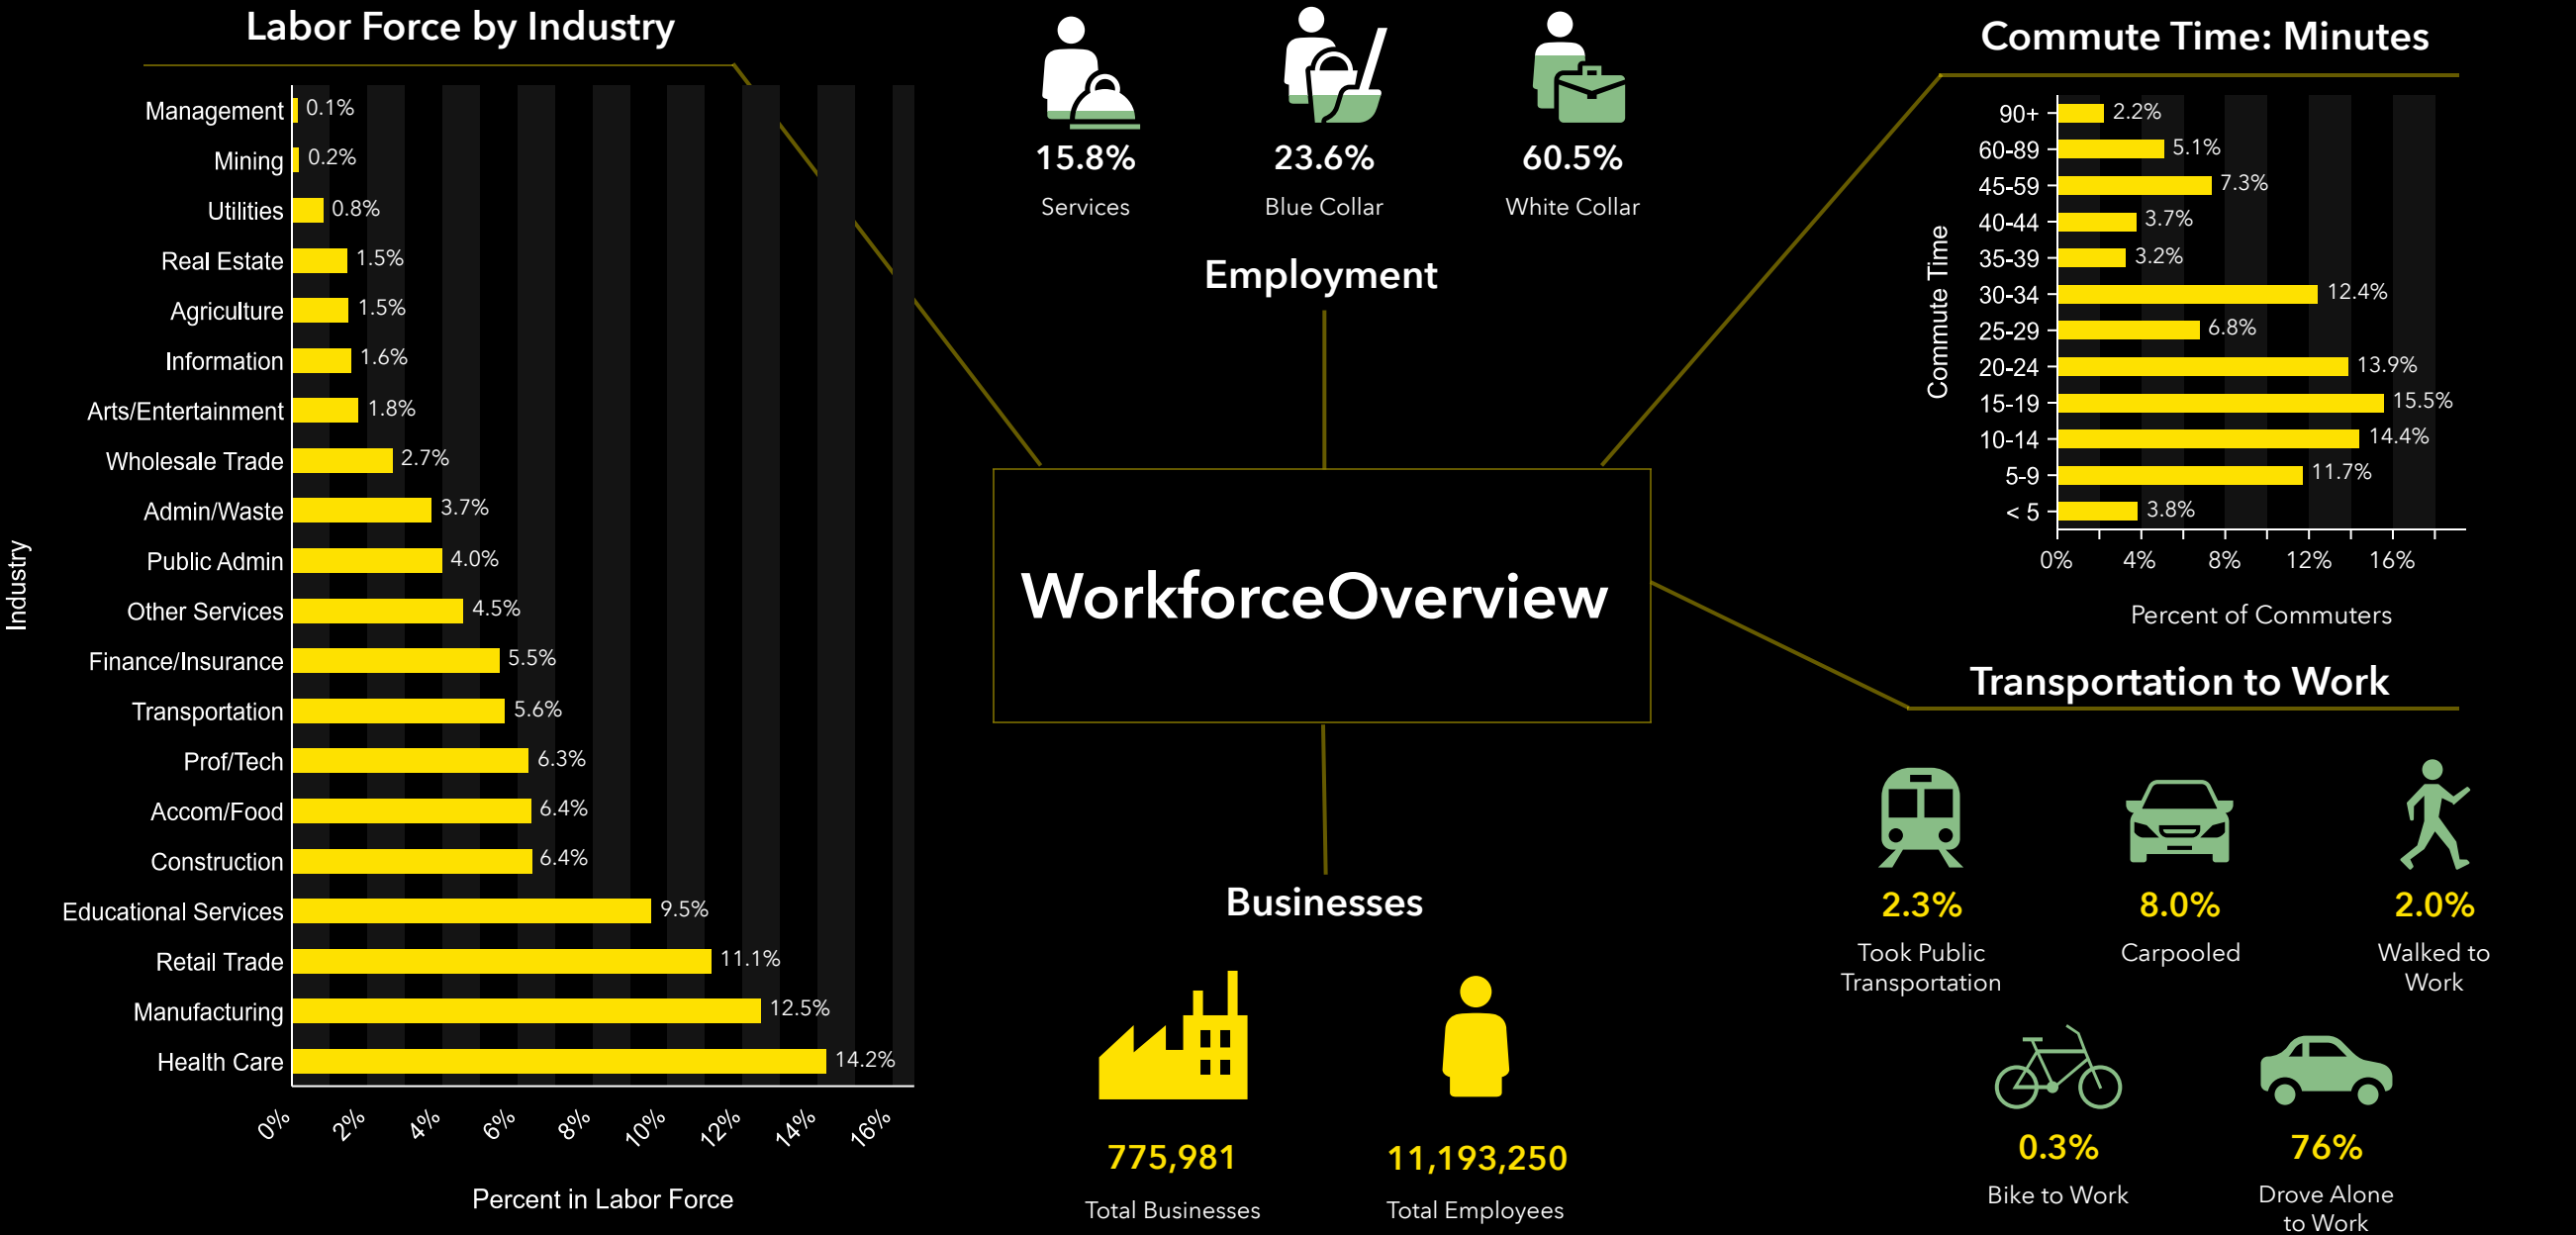 Labor Force by Industry
Industry
Management 0.1%
Mining 0.2%
Utilities 0.8%
Real Estate 1.5%
Agriculture 1.5%
Information 1.6%
Arts/Entertainment 1.8%
Wholesale Trade 2.7%
Admin/Waste 3.7%
Public Admin 4.0%
Other Services 4.5%
Finance/Insurance 5.5%
Transportation 5.6%
Prof/Tech 6.3%
Accom/Food 6.4%
Construction 6.4%
Educational Services 9.5%
Retail Trade 11.1%
Manufacturing 12.5%
Health Care 14.2%
0% 2% 4% 6% 8% 10% 12% 14% 16%
Percent in Labor Force
15.8% 23.6% 60.5%
Services Blue Collar White Collar
Employment
WorkforceOverview
Businesses
775,981 11,193,250
Total Businesses Total Employees
Commute Time: Minutes
Commute Time
90+ 2.2%
60-89 5.1%
45-59 7.3%
40-44 3.7%
35-39 3.2%
30-34 12.4%
25-29 6.8%
20-24 13.9%
15-19 15.5%
10-14 14.4%
5-9 11.7%
< 5 3.8%
0% 4% 8% 12% 16%
Percent of Commuters
Transportation to Work
2.3% 8.0% 2.0%
Took Public Carpooled Walked to
Transportation Work
0.3% 76%
Bike to Work Drove Alone
to Work